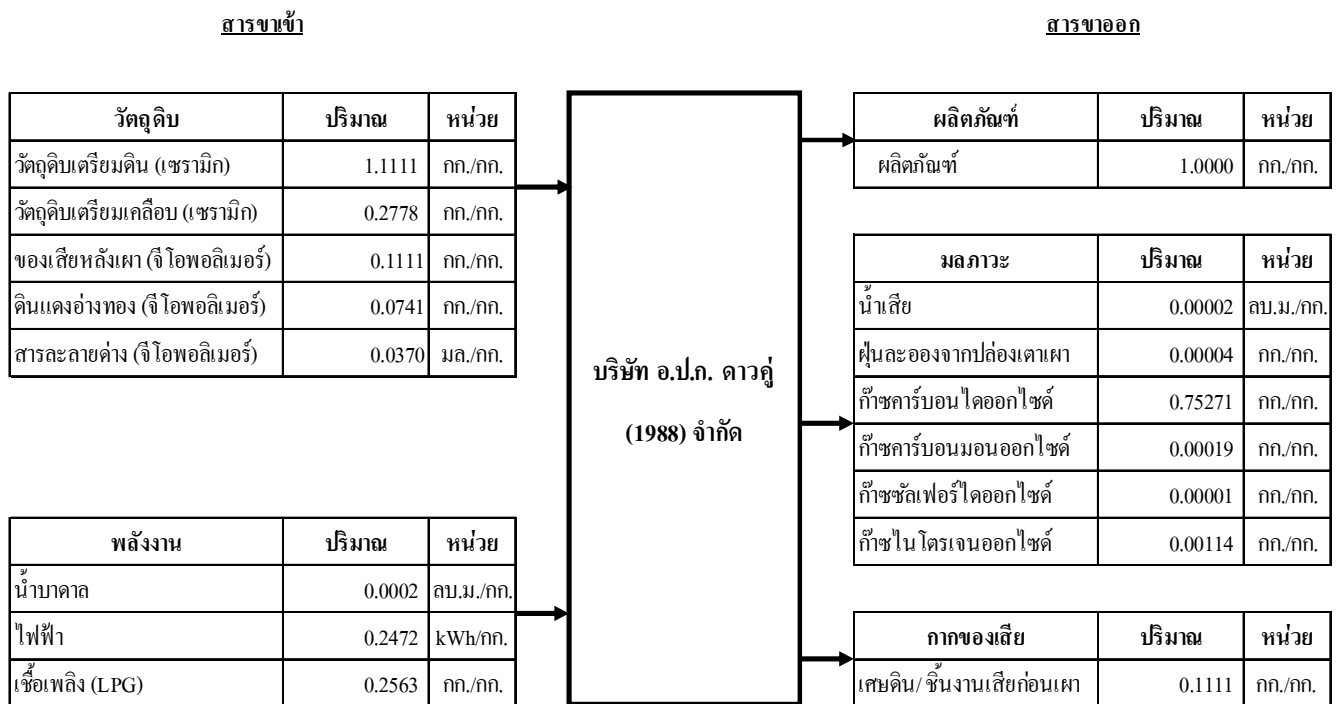 สารขาเข้า
สารขาออก
วัตถุดิบ ปริมาณ หน่วย
วัตถุดิบเตรียมดิน (เซรามิก) 1.1111 กก./กก.
วัตถุดิบเตรียมเคลือบ (เซรามิก) 0.2778 กก./กก.
ของเสียหลังเผา (จีโอพอลิเมอร์) 0.1111 กก./กก.
ดินแดงอ่างทอง (จีโอพอลิเมอร์) 0.0741 กก./กก.
สารละลายด่าง (จีโอพอลิเมอร์) 0.0370 มล./กก.
พลังงาน ปริมาณ หน่วย
น้ำบาดาล 0.0002 ลบ.ม./กก.
ไฟฟ้า 0.2472 kWh/กก.
เชื้อเพลิง (LPG) 0.2563 กก./กก.
บริษัท อ.ป.ก. ดาวคู่
(1988) จำกัด
ผลิตภัณฑ์ ปริมาณ หน่วย
ผลิตภัณฑ์ 1.0000 กก./กก.
มลภาวะ ปริมาณ หน่วย
น้ำเสีย 0.00002 ลบ.ม./กก.
ฝุ่นละอองจากปล่องเตาเผา 0.00004 กก./กก.
ก๊าซคาร์บอนไดออกไซด์ 0.75271 กก./กก.
ก๊าซคาร์บอนมอนออกไซด์ 0.00019 กก./กก.
ก๊าซซัลเฟอร์ไดออกไซด์ 0.00001 กก./กก.
ก๊าซไนโตรเจนออกไซด์ 0.00114 กก./กก.
กากของเสีย ปริมาณ หน่วย
เศษดิน/ ชิ้นงานเสียก่อนเผา 0.1111 กก./กก.